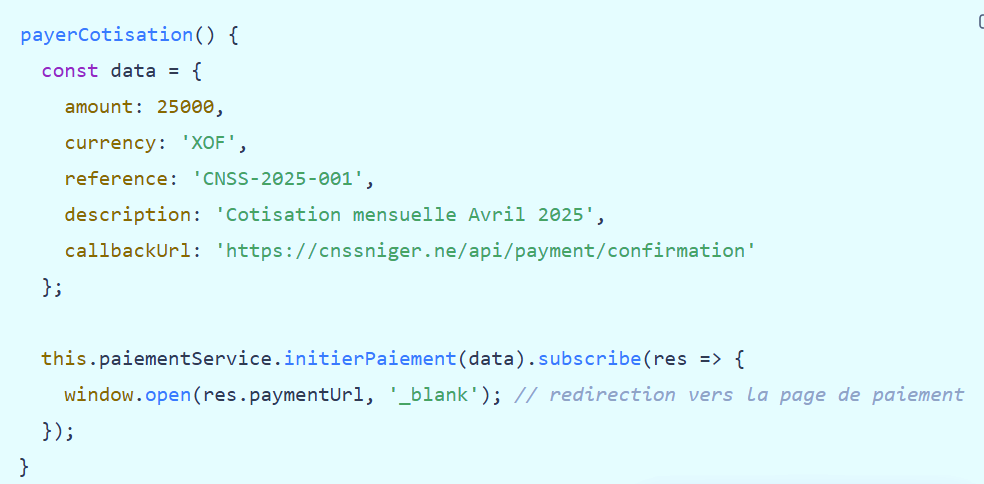 payerCotisation() {
  const data = {
    amount: 25000,
    currency: 'XOF',
    reference: 'CNSS-2025-001',
    description: 'Cotisation mensuelle Avril 2025',
    callbackUrl: 'https://cnssniger.ne/api/payment/confirmation'
  };

  this.paiementService.initierPaiement(data).subscribe(res => {
    window.open(res.paymentUrl, '_blank'); // redirection vers la page de paiement
  });
}